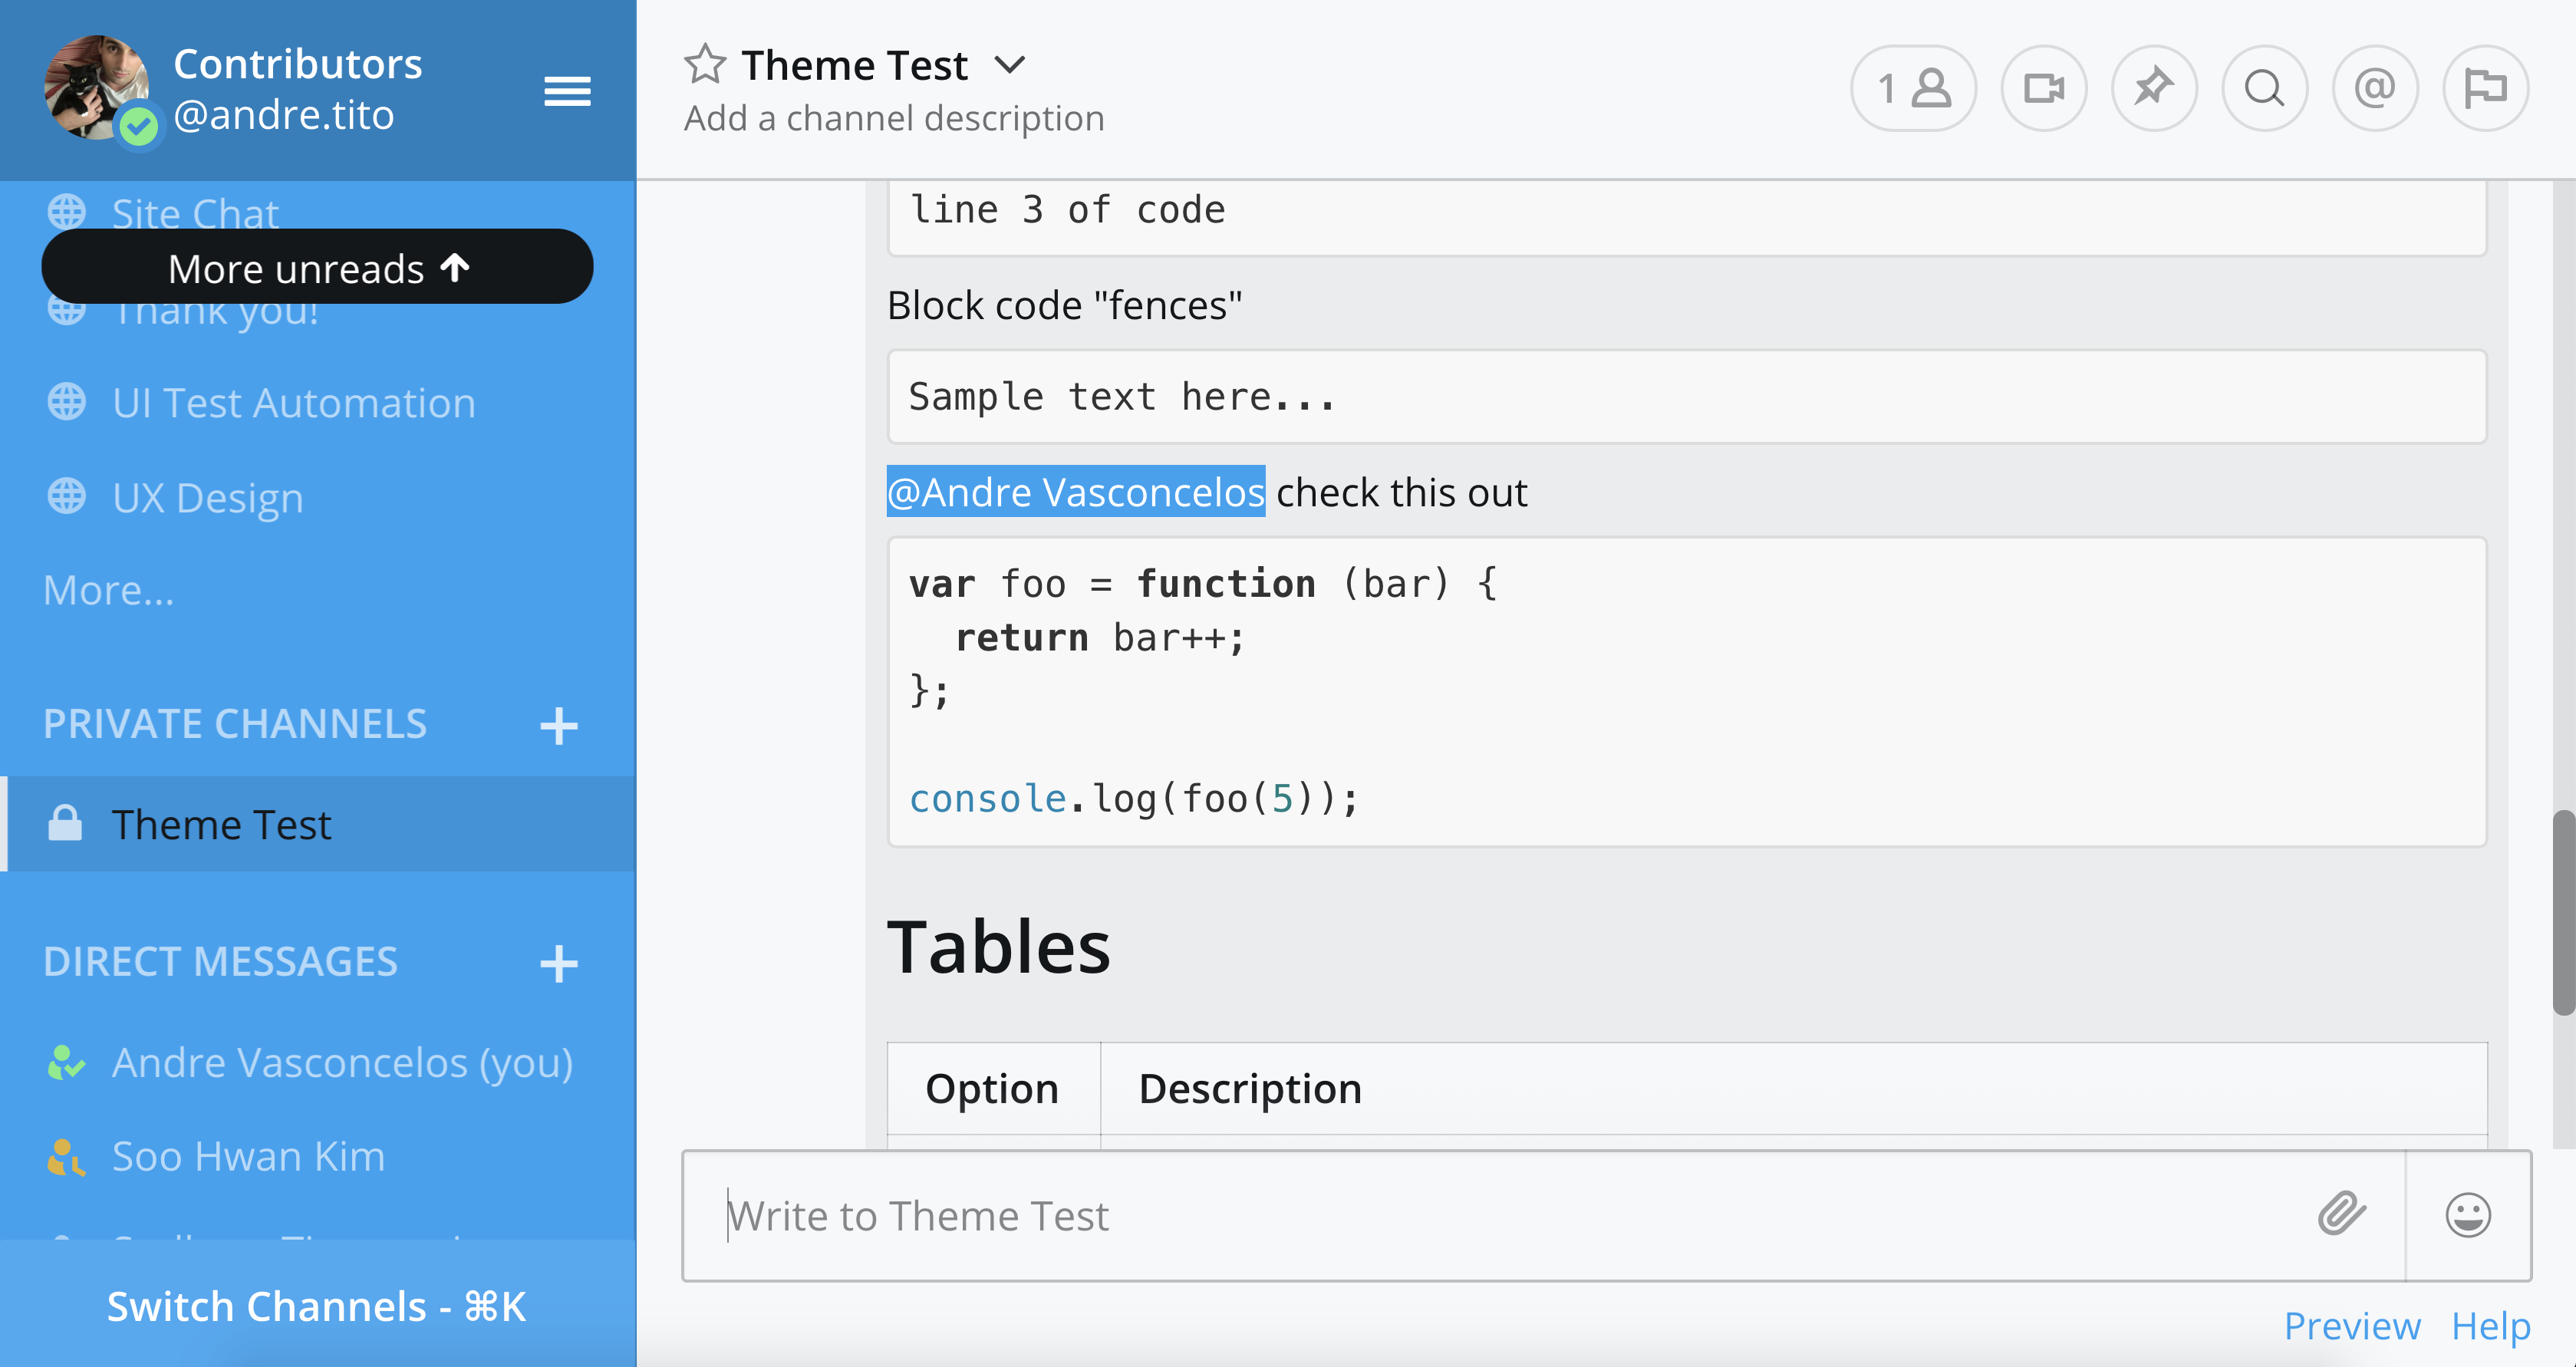 Contributors
@andre.tito
Site Chat
More unreads
Thank you!
UI Test Automation
UX Design
More...
PRIVATE CHANNELS
Theme Test
DIRECT MESSAGES
Andre Vasconcelos (you)
Soo Hwan Kim
Switch Channels - ⌘K
Theme Test
Add a channel description
1
@
line 3 of code
Block code "fences"
Sample text here...
@Andre Vasconcelos check this out
var foo = function (bar) {
  return bar++;
};
console.log(foo(5));
Tables
Option Description
Write to Theme Test
Preview Help